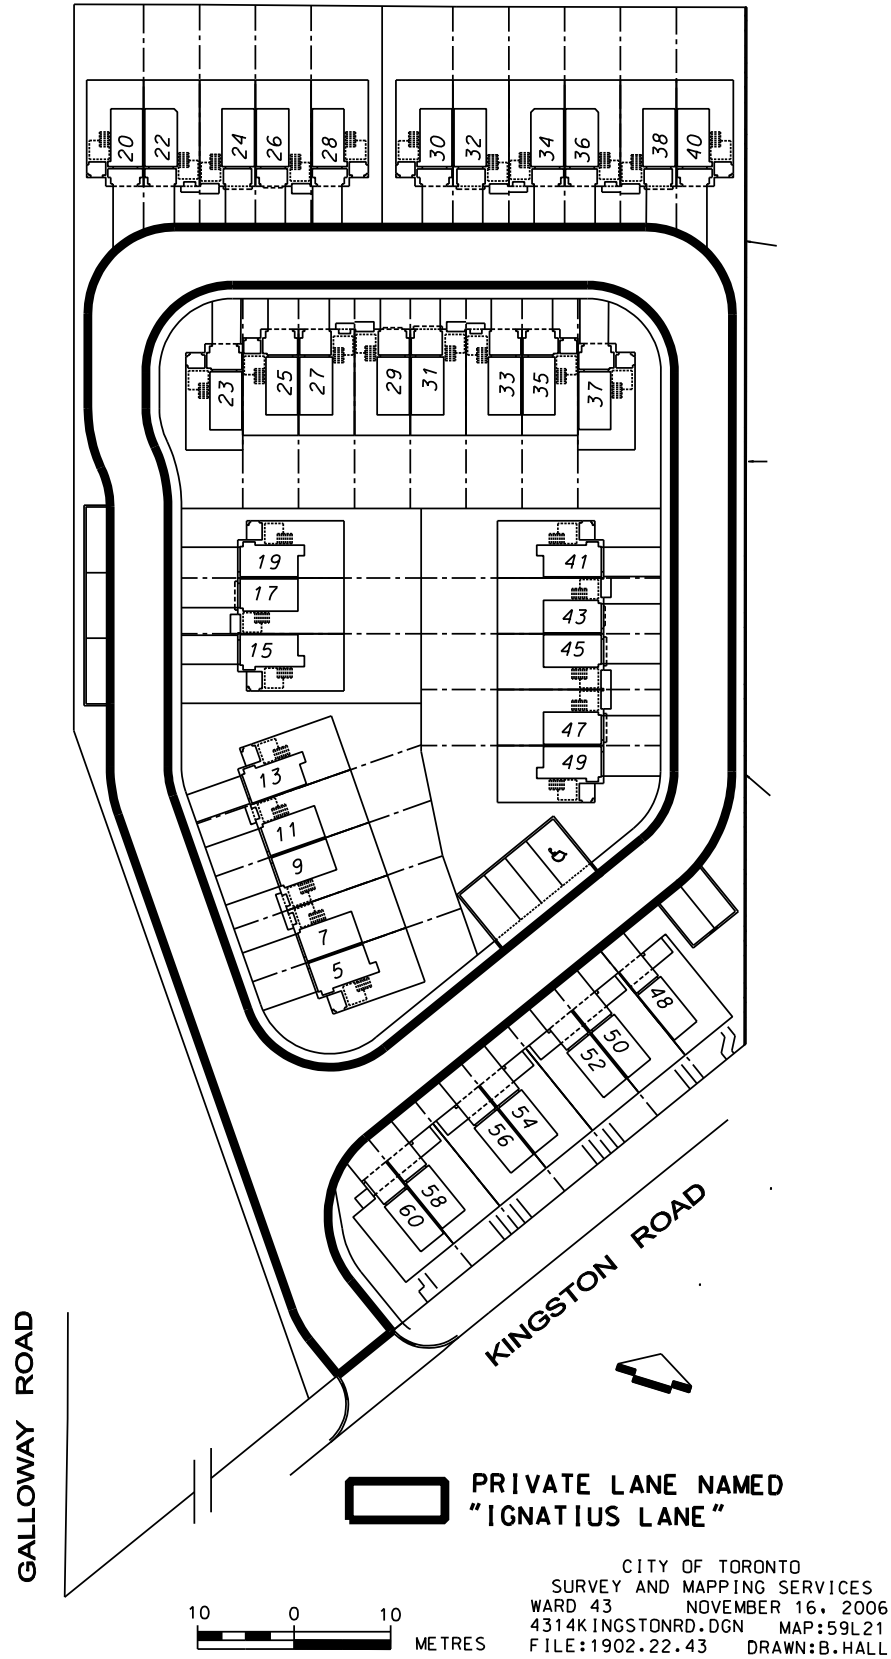 20 22 24 26 28 30 32 34 36 38 40
23 25 27 29 31 33 35 37
19 41
17
43
15 45
47
13 49
11
9
7
5
48
50
52
54
56
58
60
KINGSTON ROAD
GALLOWAY ROAD
PRIVATE LANE NAMED
"IGNATIUS LANE"
CITY OF TORONTO
SURVEY AND MAPPING SERVICES
WARD 43 NOVEMBER 16, 2006
4314KINGSTONRD.DGN MAP:59L21
FILE:1902.22.43 DRAWN:B.HALL
10 0 10
METRES